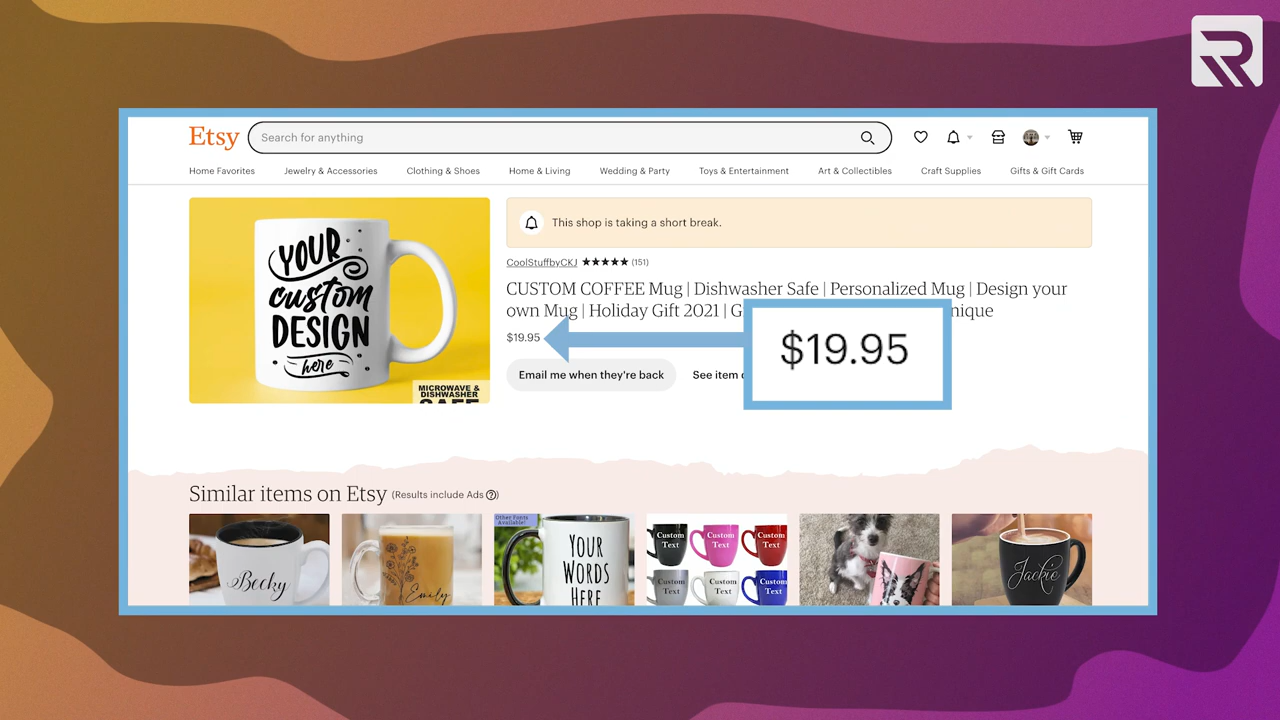 Etsy
Search for anything
Home Favorites
Jewelry & Accessories
Clothing & Shoes
Home & Living
Wedding & Party
Toys & Entertainment
Art & Collectibles
Craft Supplies
Gifts & Gift Cards
YOUR
custom
DESIGN
here
MICROWAVE &
DISHWASHER
SAFE
This shop is taking a short break.
CoolStuffbyCKJ ★★★★★ (151)
CUSTOM COFFEE Mug | Dishwasher Safe | Personalized Mug | Design your
own Mug | Holiday Gift 2021 |
$19.95
$19.95
Email me when they're back
See item
Similar items on Etsy (Results include Ads ?)
Becky
Emily
Other Fonts
Available!
YOUR
WORDS
HERE
Custom
Text
Custom
Text
Custom
Text
Custom
Text
Custom
Text
Custom
Text
Jackie